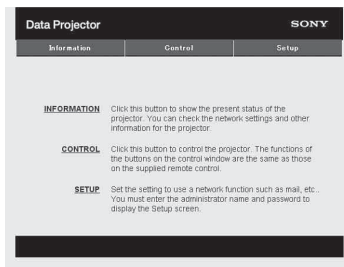 Data Projector SONY
Information Control Setup
INFORMATION Click this button to show the present status of the
projector. You can check the network settings and other
information for the projector.
CONTROL Click this button to control the projector. The functions of
the buttons on the control window are the same as those
on the supplied remote control.
SETUP Set the setting to use a network function such as mail, etc..
You must enter the administrator name and password to
display the Setup screen.